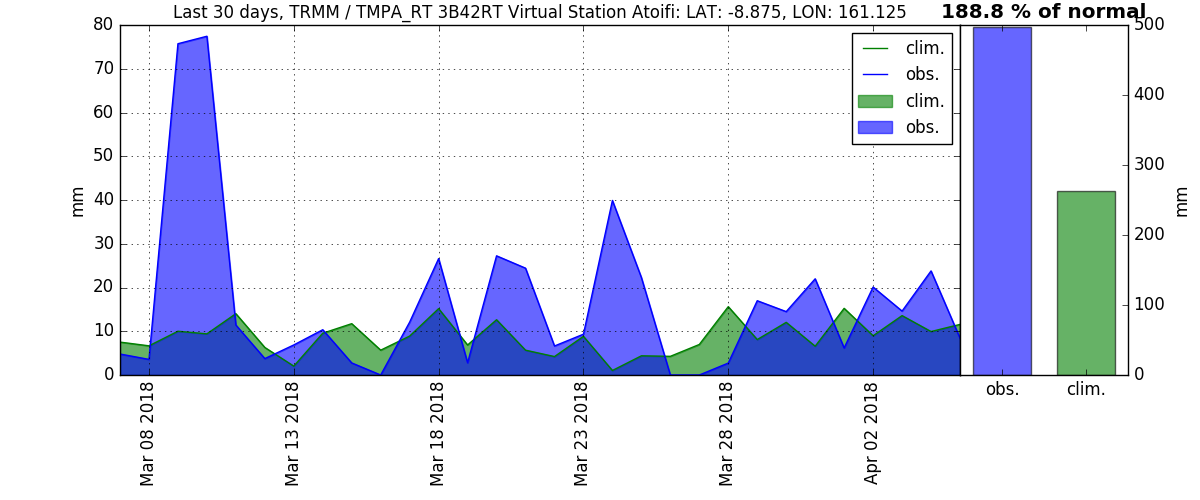 Last 30 days, TRMM / TMPA_RT 3B42RT Virtual Station Atoifi: LAT: -8.875, LON: 161.125
188.8 % of normal
80
70
60
50
40
30
20
10
0
mm
clim.
obs.
clim.
obs.
500
400
300
200
100
0
mm
obs.
clim.
Mar 08 2018
Mar 13 2018
Mar 18 2018
Mar 23 2018
Mar 28 2018
Apr 02 2018